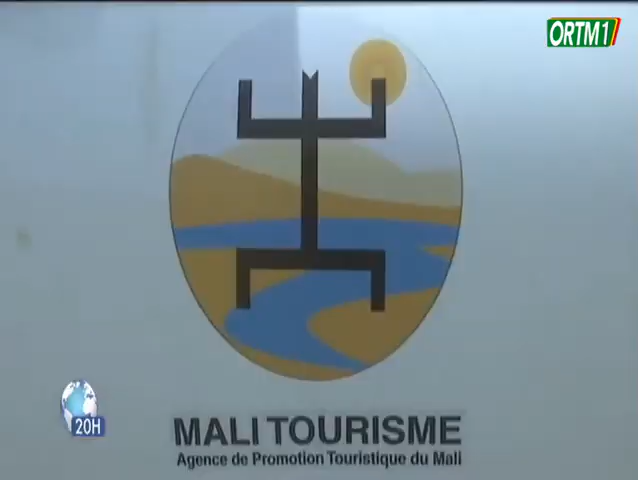 ORTM1
20H
MALI TOURISME
Agence de Promotion Touristique du Mali